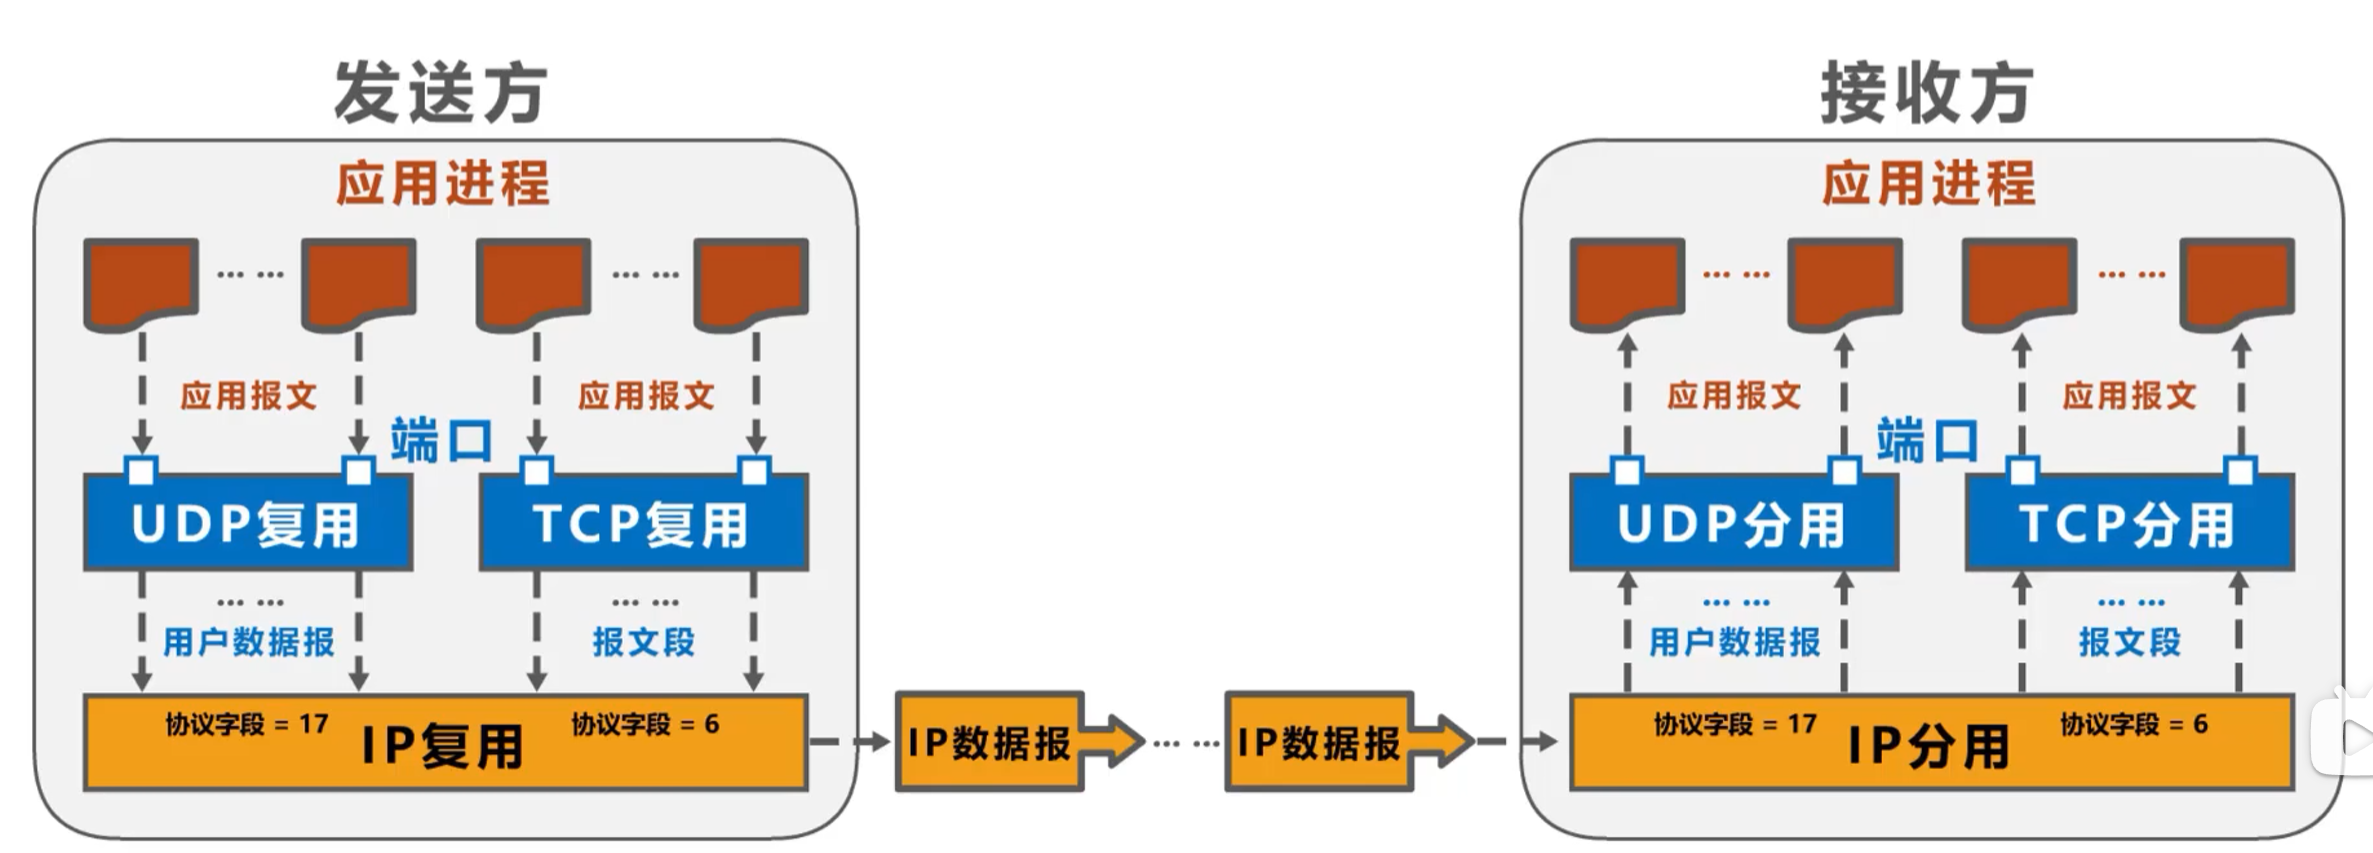 发送方
接收方
应用进程
应用进程
... ...
... ...
... ...
... ...
应用报文
应用报文
应用报文
应用报文
端口
端口
UDP复用
TCP复用
UDP分用
TCP分用
... ...
... ...
... ...
... ...
用户数据报
报文段
用户数据报
报文段
协议字段 = 17
IP复用
协议字段 = 6
IP数据报
... ...
IP数据报
协议字段 = 17
IP分用
协议字段 = 6